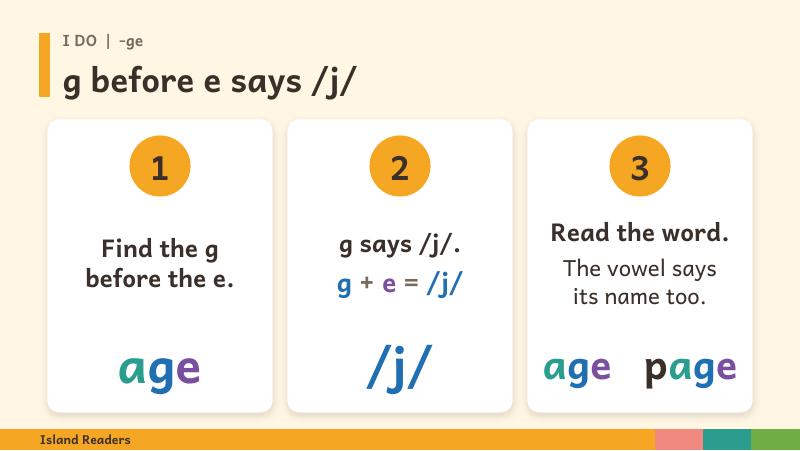 I DO | -ge
g before e says /j/
1
Find the g
before the e.
age
2
g says /j/.
g + e = /j/
/j/
3
Read the word.
The vowel says
its name too.
age page
Island Readers